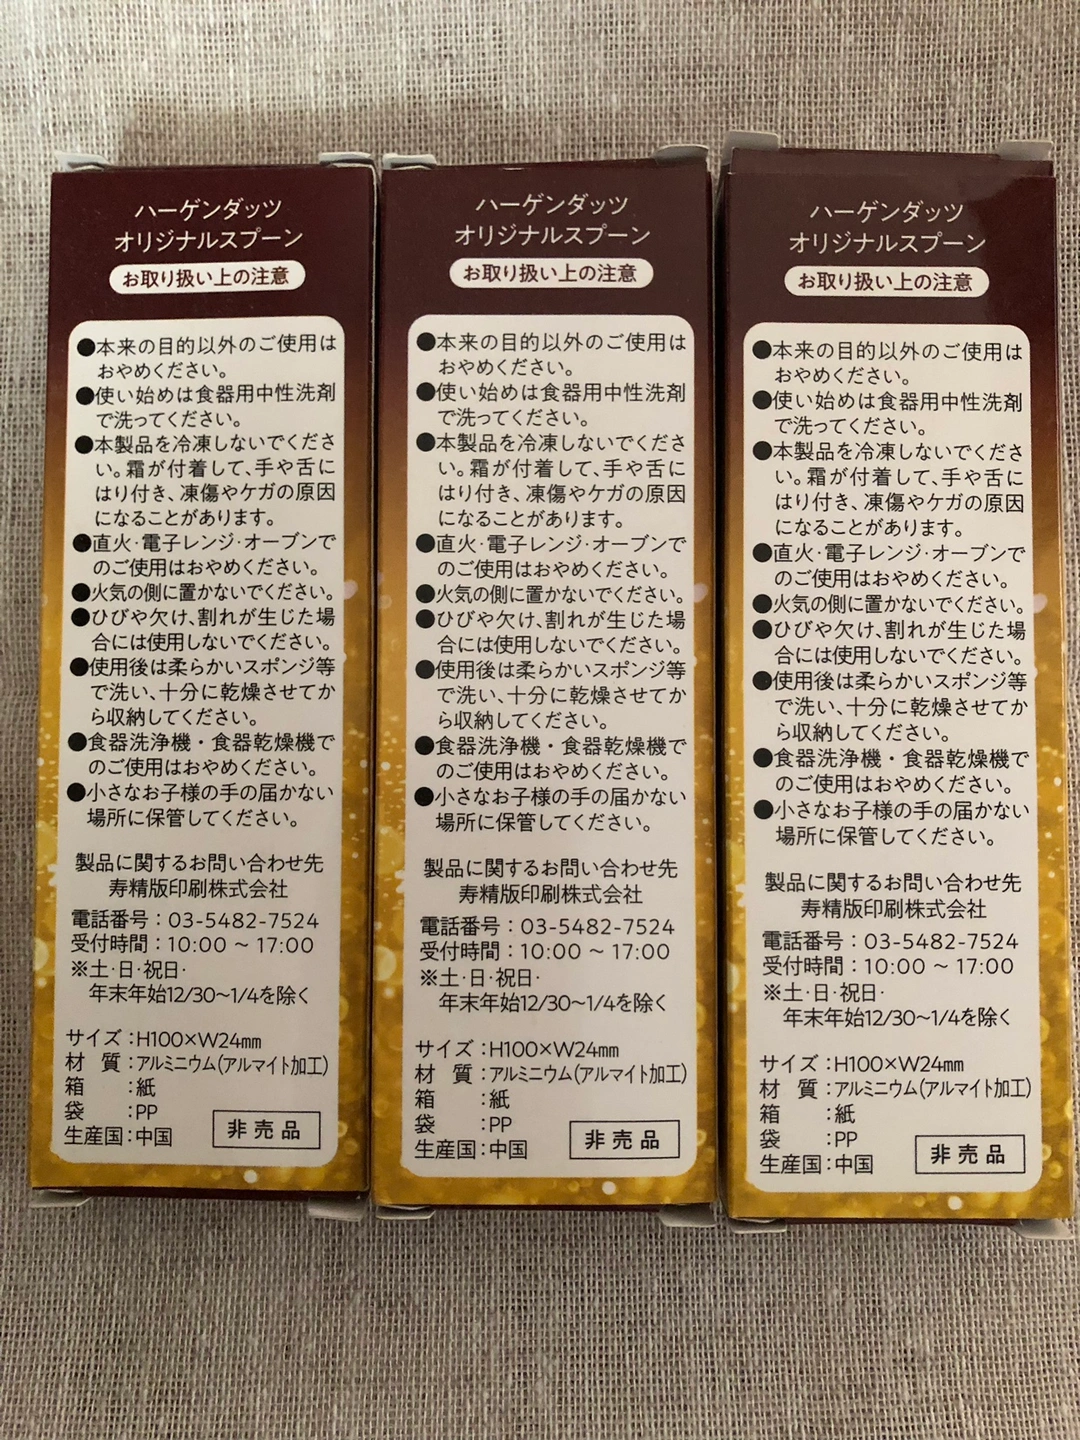 ハーゲンダッツ
オリジナルスプーン
お取り扱い上の注意
●本来の目的以外のご使用は
おやめください。
●使い始めは食器用中性洗剤
で洗ってください。
●本製品を冷凍しないでくださ
い。霜が付着して、手や舌に
はり付き、凍傷やケガの原因
になることがあります。
●直火・電子レンジ・オーブンで
のご使用はおやめください。
●火気の側に置かないでください。
●ひびや欠け、割れが生じた場
合には使用しないでください。
●使用後は柔らかいスポンジ等
で洗い、十分に乾燥させてか
ら収納してください。
●食器洗浄機・食器乾燥機で
のご使用はおやめください。
●小さなお子様の手の届かない
場所に保管してください。
製品に関するお問い合わせ先
寿精版印刷株式会社
電話番号：03-5482-7524
受付時間：10:00 ～ 17:00
※土・日・祝日・
年末年始12/30～1/4を除く
サイズ：H100×W24㎜
材　質：アルミニウム(アルマイト加工)
箱　　：紙
袋　　：PP
生産国：中国
非売品
ハーゲンダッツ
オリジナルスプーン
お取り扱い上の注意
●本来の目的以外のご使用は
おやめください。
●使い始めは食器用中性洗剤
で洗ってください。
●本製品を冷凍しないでくださ
い。霜が付着して、手や舌に
はり付き、凍傷やケガの原因
になることがあります。
●直火・電子レンジ・オーブンで
のご使用はおやめください。
●火気の側に置かないでください。
●ひびや欠け、割れが生じた場
合には使用しないでください。
●使用後は柔らかいスポンジ等
で洗い、十分に乾燥させてか
ら収納してください。
●食器洗浄機・食器乾燥機で
のご使用はおやめください。
●小さなお子様の手の届かない
場所に保管してください。
製品に関するお問い合わせ先
寿精版印刷株式会社
電話番号：03-5482-7524
受付時間：10:00 ～ 17:00
※土・日・祝日・
年末年始12/30～1/4を除く
サイズ：H100×W24㎜
材　質：アルミニウム(アルマイト加工)
箱　　：紙
袋　　：PP
生産国：中国
非売品
ハーゲンダッツ
オリジナルスプーン
お取り扱い上の注意
●本来の目的以外のご使用は
おやめください。
●使い始めは食器用中性洗剤
で洗ってください。
●本製品を冷凍しないでくださ
い。霜が付着して、手や舌に
はり付き、凍傷やケガの原因
になることがあります。
●直火・電子レンジ・オーブンで
のご使用はおやめください。
●火気の側に置かないでください。
●ひびや欠け、割れが生じた場
合には使用しないでください。
●使用後は柔らかいスポンジ等
で洗い、十分に乾燥させてか
ら収納してください。
●食器洗浄機・食器乾燥機で
のご使用はおやめください。
●小さなお子様の手の届かない
場所に保管してください。
製品に関するお問い合わせ先
寿精版印刷株式会社
電話番号：03-5482-7524
受付時間：10:00 ～ 17:00
※土・日・祝日・
年末年始12/30～1/4を除く
サイズ：H100×W24㎜
材　質：アルミニウム(アルマイト加工)
箱　　：紙
袋　　：PP
生産国：中国
非売品